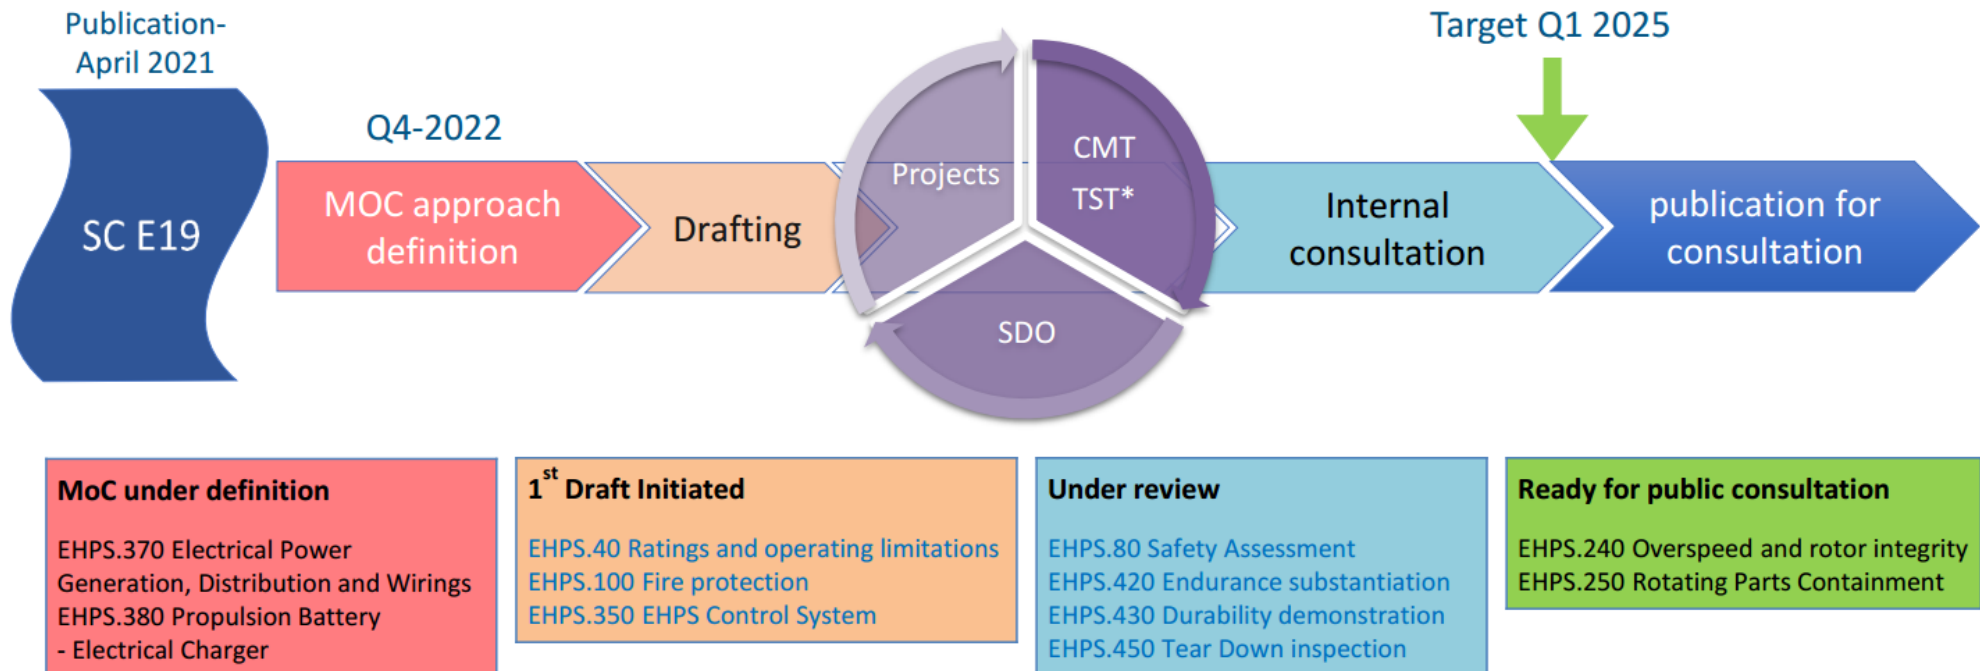 Publication-
April 2021
SC E19
Q4-2022
MOC approach
definition
Drafting
Projects
CMT
TST*
SDO
Internal
consultation
Target Q1 2025
publication for
consultation
MoC under definition
EHPS.370 Electrical Power
Generation, Distribution and Wirings
EHPS.380 Propulsion Battery
- Electrical Charger
1st Draft Initiated
EHPS.40 Ratings and operating limitations
EHPS.100 Fire protection
EHPS.350 EHPS Control System
Under review
EHPS.80 Safety Assessment
EHPS.420 Endurance substantiation
EHPS.430 Durability demonstration
EHPS.450 Tear Down inspection
Ready for public consultation
EHPS.240 Overspeed and rotor integrity
EHPS.250 Rotating Parts Containment